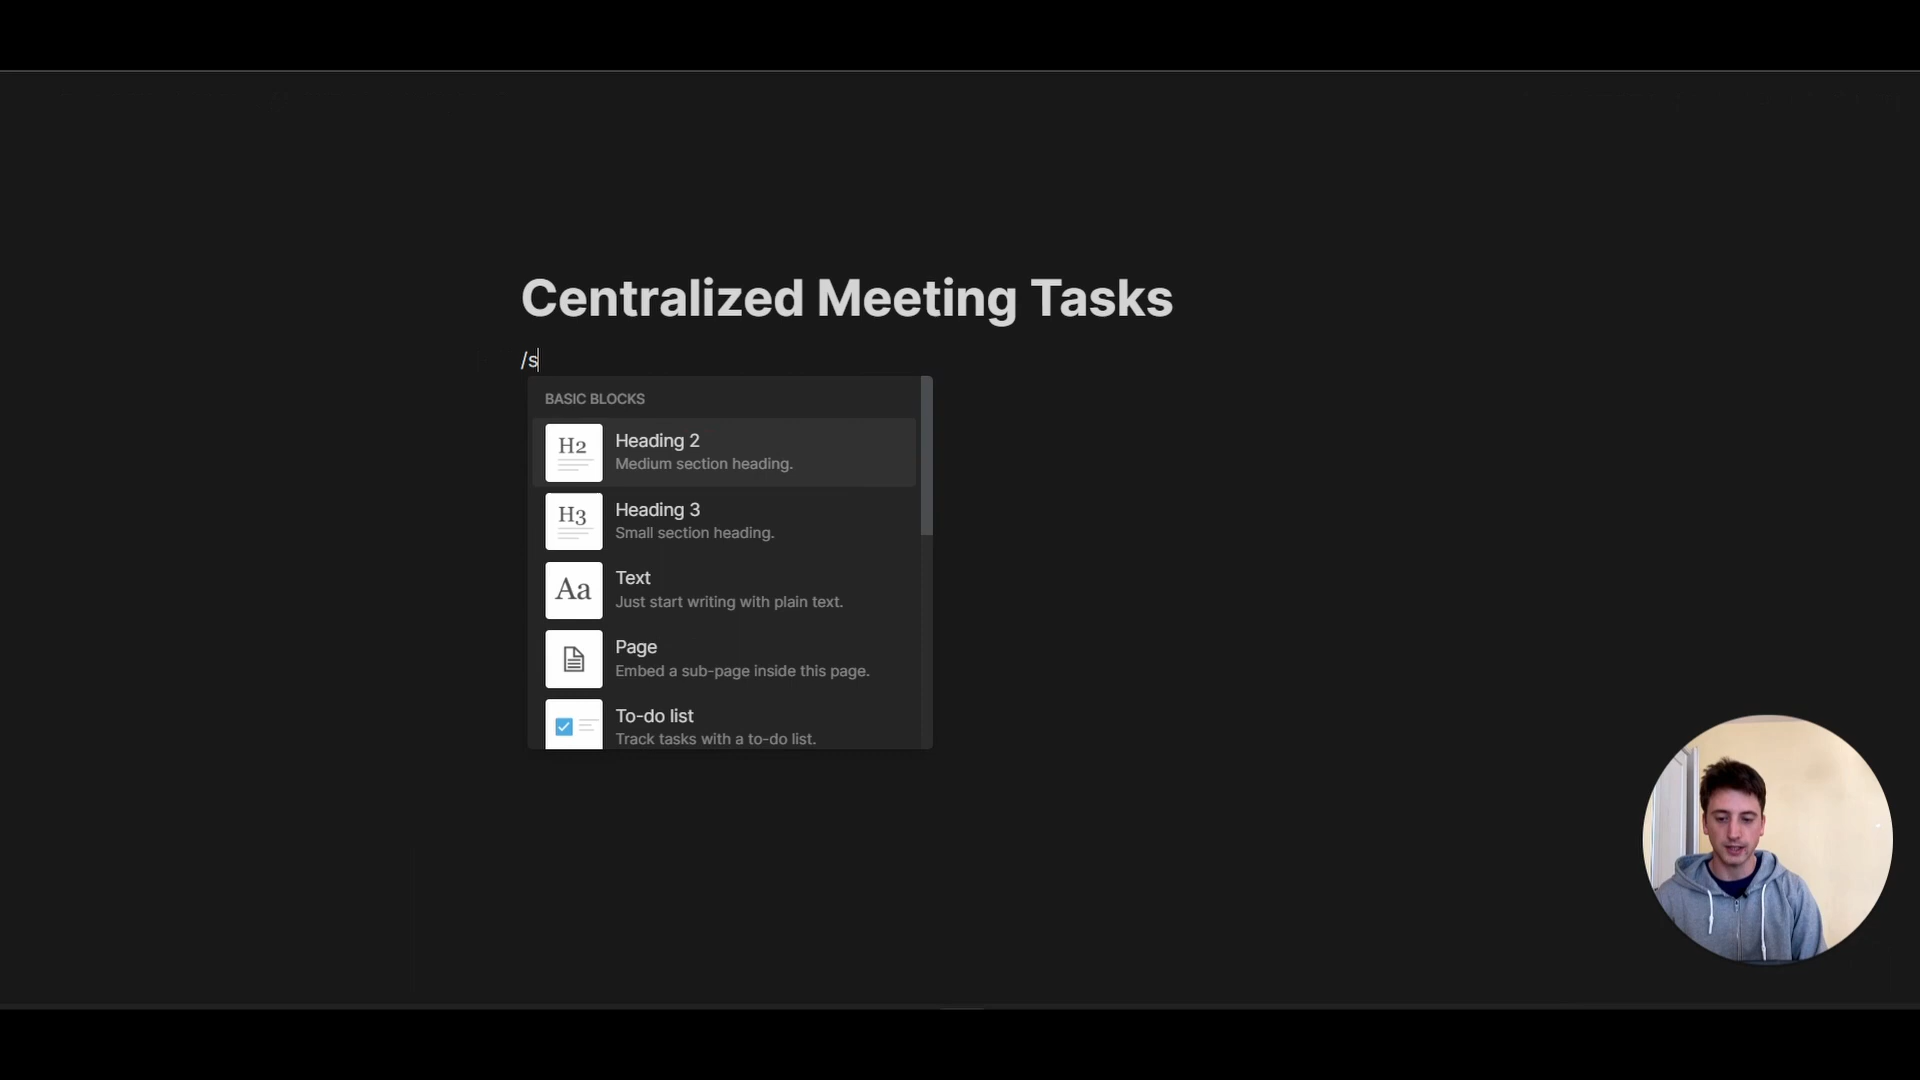 Centralized Meeting Tasks
/s
BASIC BLOCKS
H2
Heading 2
Medium section heading.
H3
Heading 3
Small section heading.
Aa
Text
Just start writing with plain text.
Page
Embed a sub-page inside this page.
To-do list
Track tasks with a to-do list.